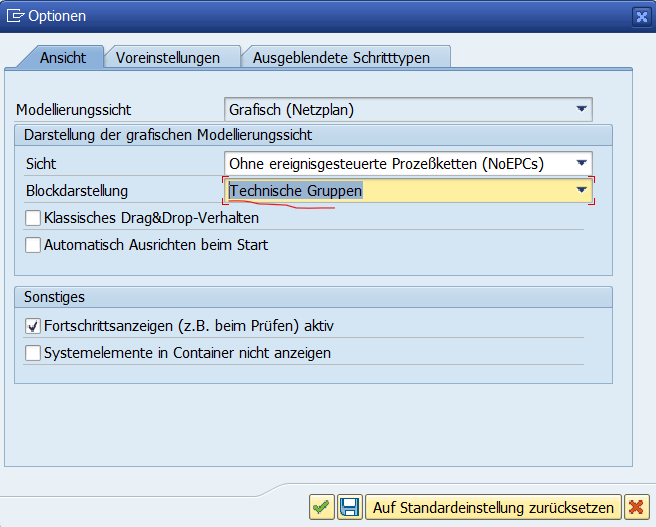 Optionen
Ansicht Voreinstellungen Ausgeblendete Schritttypen
Modellierungssicht Grafisch (Netzplan)
Darstellung der grafischen Modellierungssicht
Sicht Ohne ereignisgesteuerte Prozeßketten (NoEPCs)
Blockdarstellung Technische Gruppen
Klassisches Drag&Drop-Verhalten
Automatisch Ausrichten beim Start
Sonstiges
Fortschrittsanzeigen (z.B. beim Prüfen) aktiv
Systemelemente in Container nicht anzeigen
Auf Standardeinstellung zurücksetzen